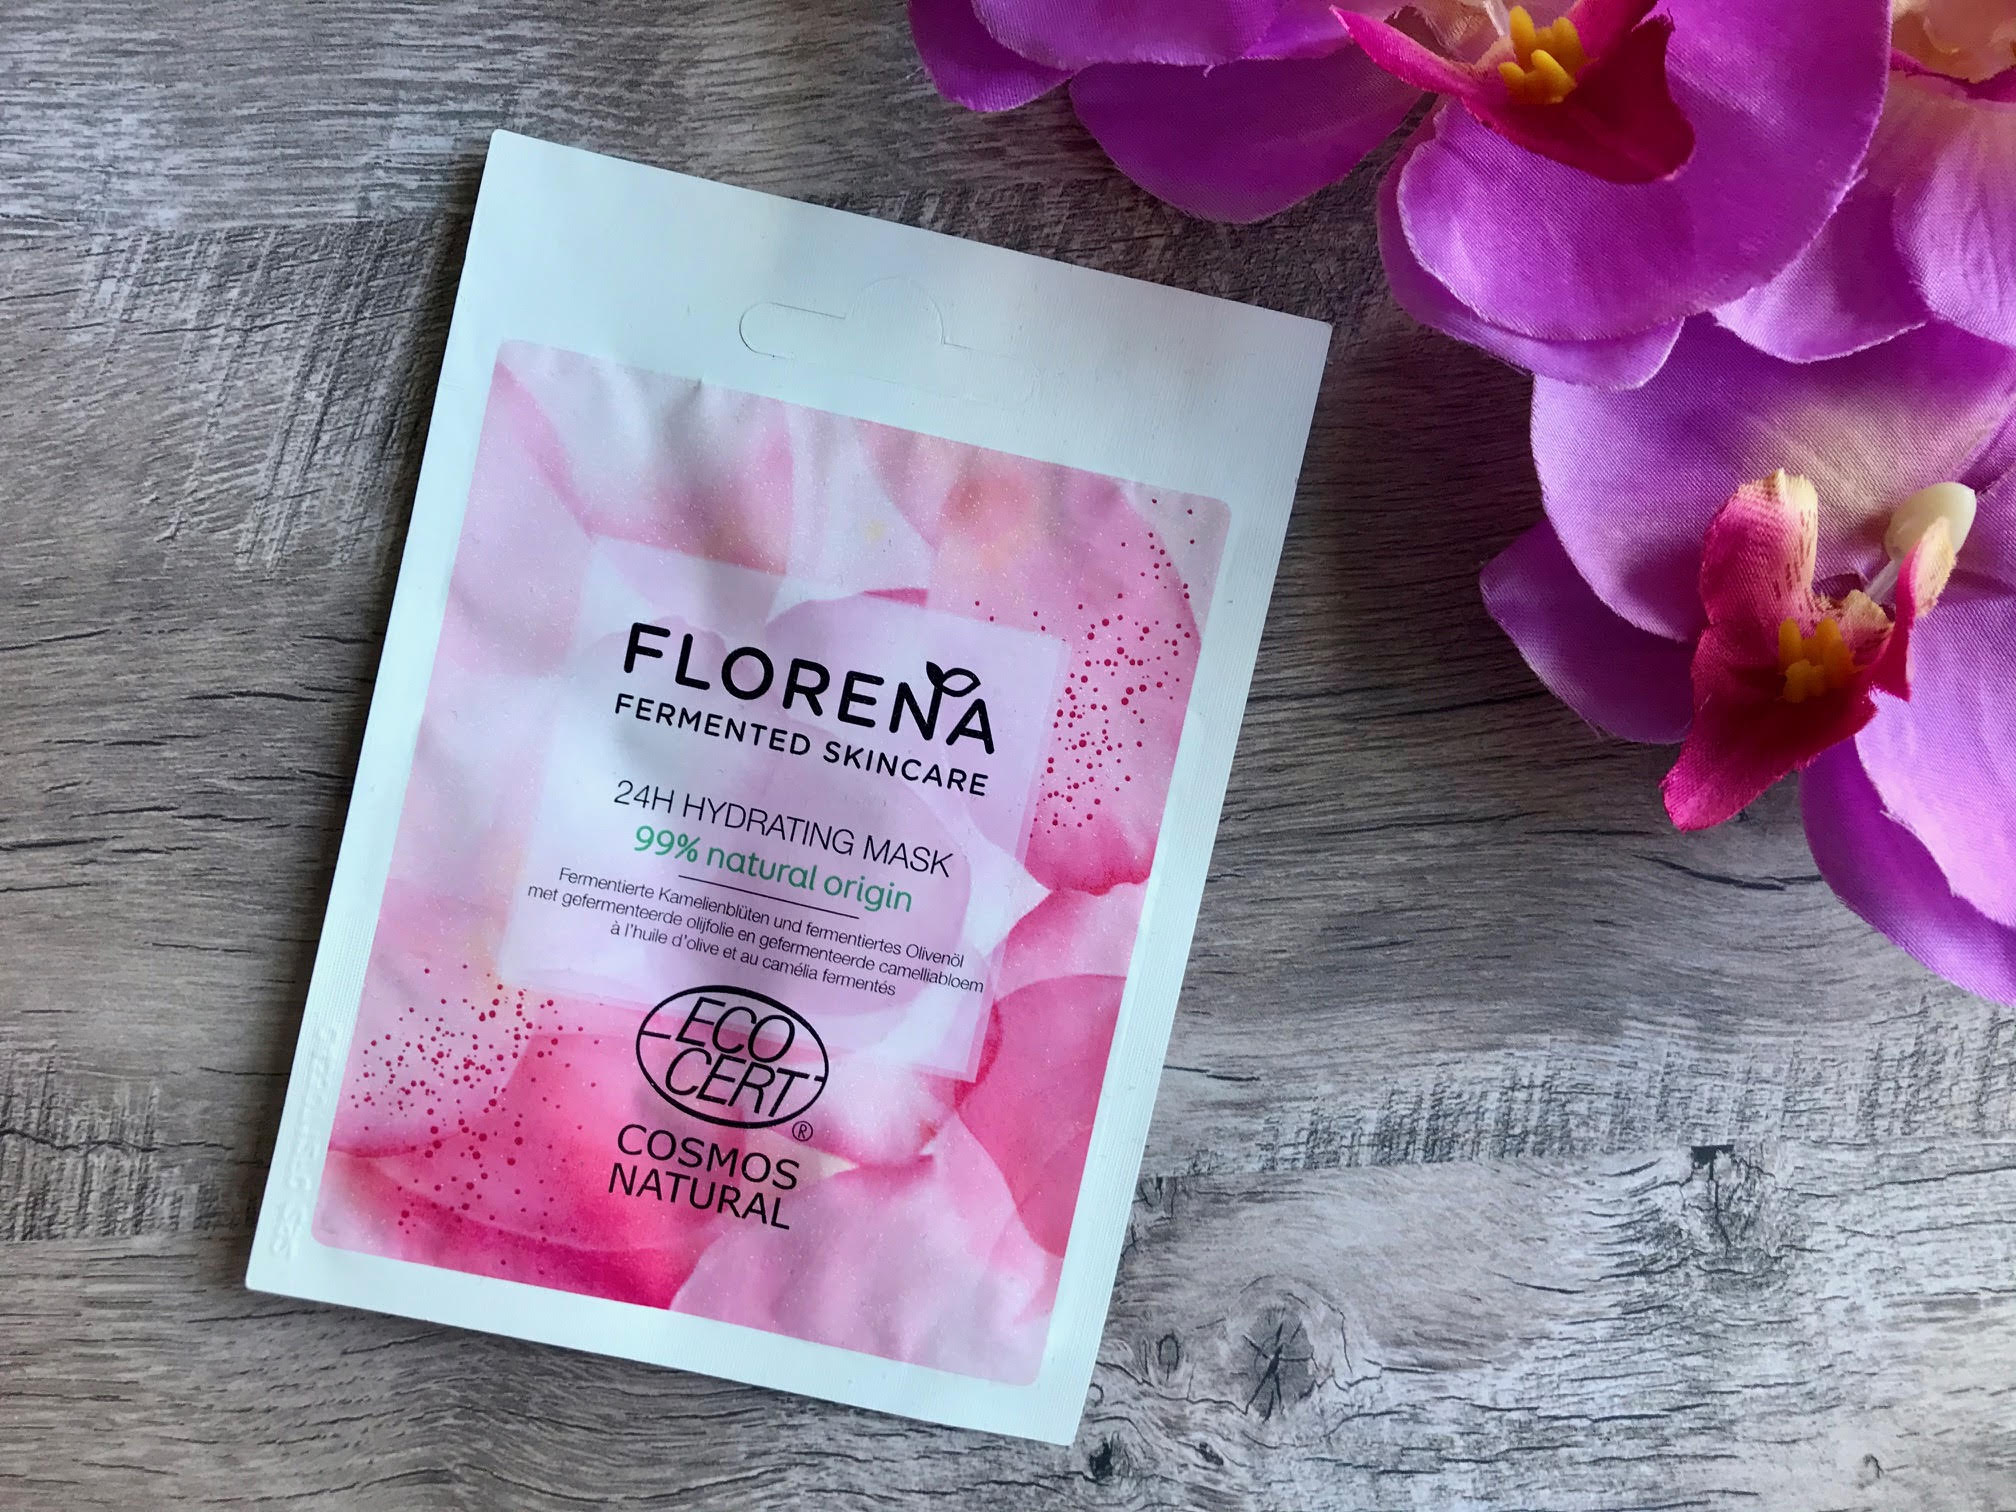 FLORENA
FERMENTED SKINCARE
24H HYDRATING MASK
99% natural origin
Fermentierte Kamelienblüten und fermentiertes Olivenöl
met gefermenteerde olijfolie en gefermenteerde camelliabloem
à l'huile d'olive et au camélia fermentés
ECO
CERT
®
COSMOS
NATURAL